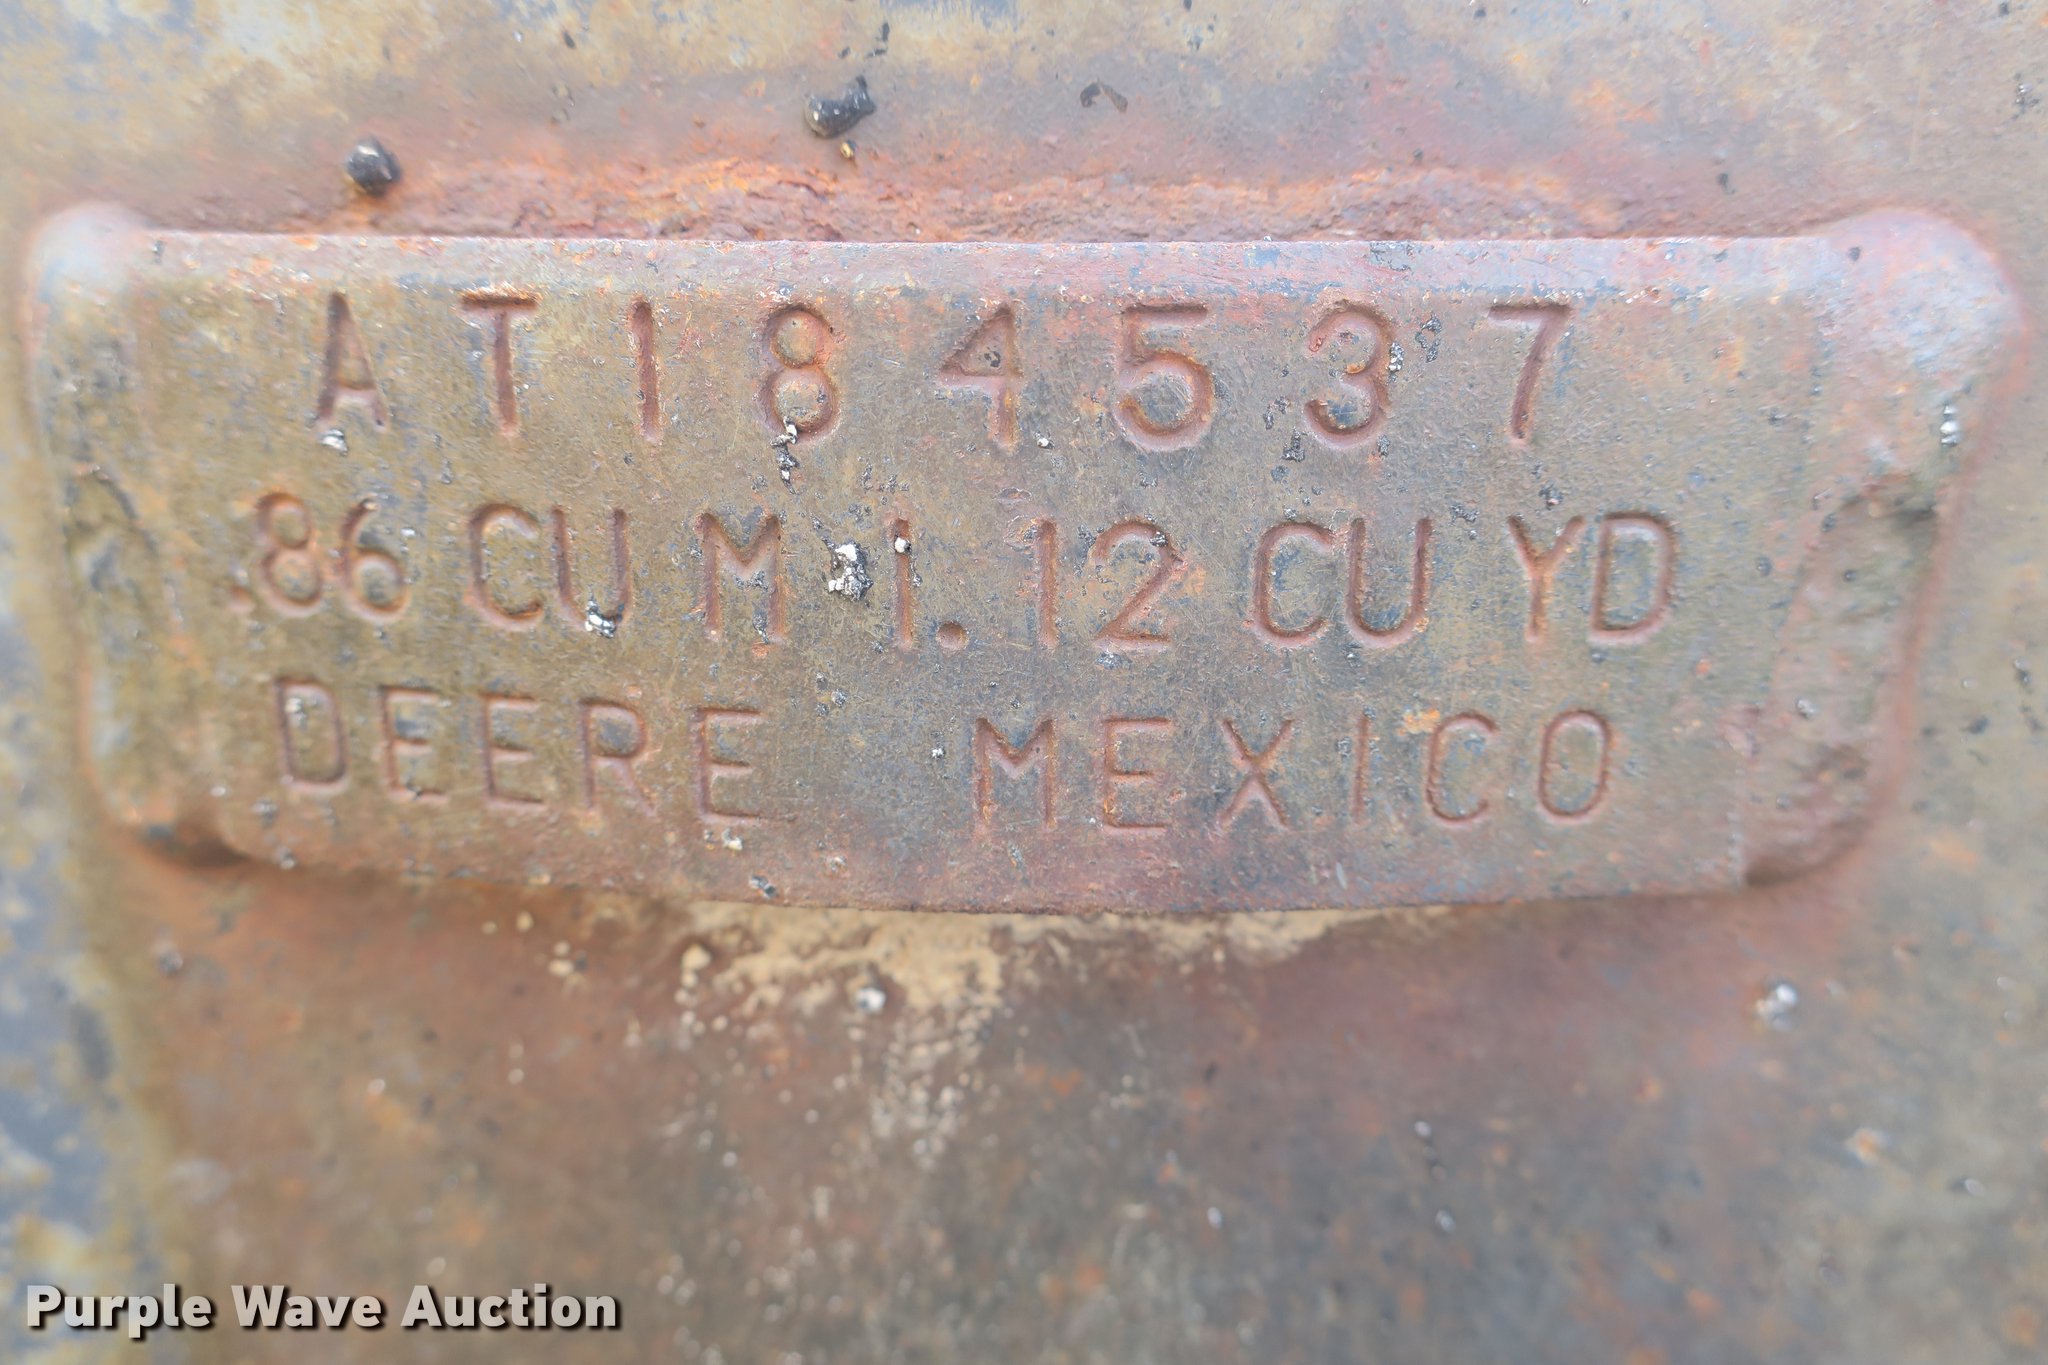 AT184537
.86 CU M 1.12 CU YD
DEERE MEXICO
Purple Wave Auction